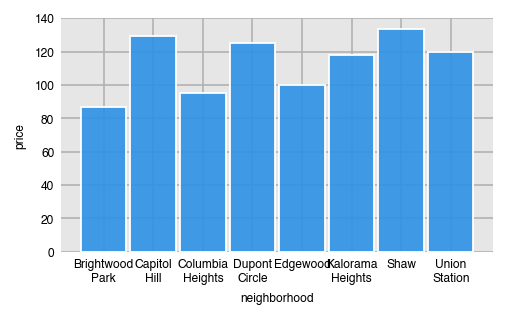 140
120
100
80
60
40
20
0
price
Brightwood Capitol Columbia Dupont Edgewood Kalorama Shaw Union
Park Hill Heights Circle Heights Station
neighborhood